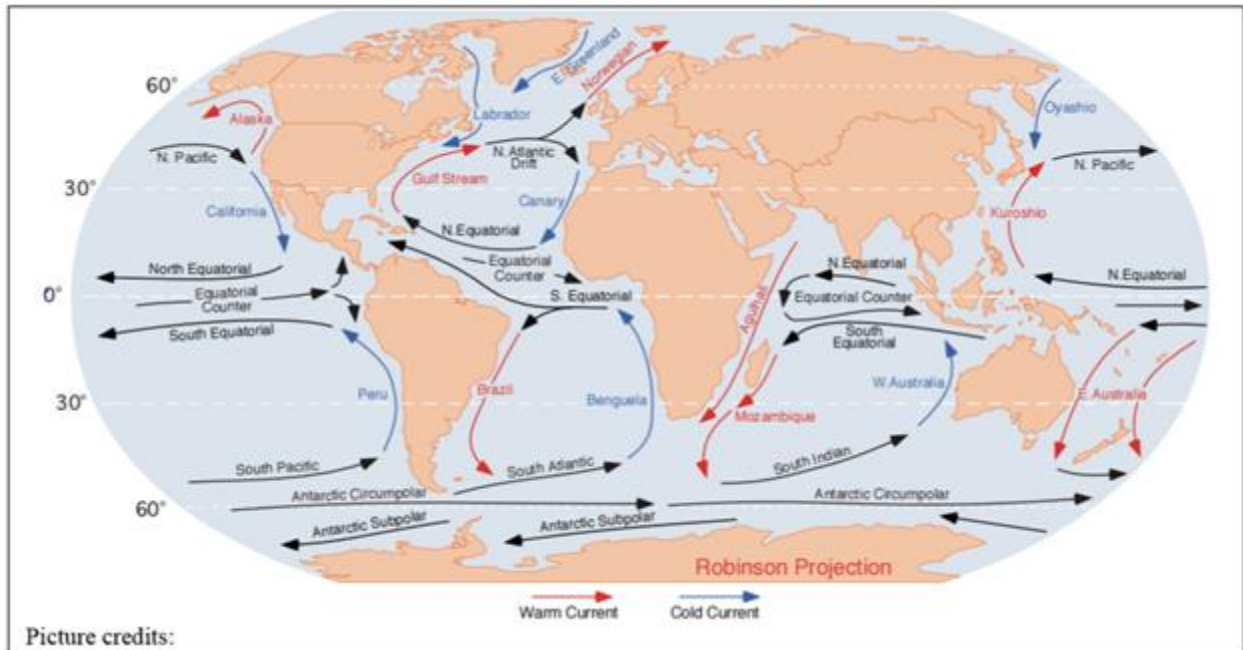 E. Greenland
Norwegian
60°
Alaska
Labrador
Oyashio
N. Pacific
N. Atlantic
Drift
N. Pacific
30°
Gulf Stream
California
Canary
Kuroshio
N.Equatorial
North Equatorial
Equatorial
Counter
N.Equatorial
N.Equatorial
0°
Equatorial
Counter
S. Equatorial
Equatorial Counter
South Equatorial
South
Equatorial
Agulhas
Peru
Brazil
Benguela
W.Australia
E.Australia
30°
Mozambique
South Pacific
South Atlantic
South Indian
Antarctic Circumpolar
Antarctic Circumpolar
60°
Antarctic Subpolar
Antarctic Subpolar
Robinson Projection
Warm Current
Cold Current
Picture credits: